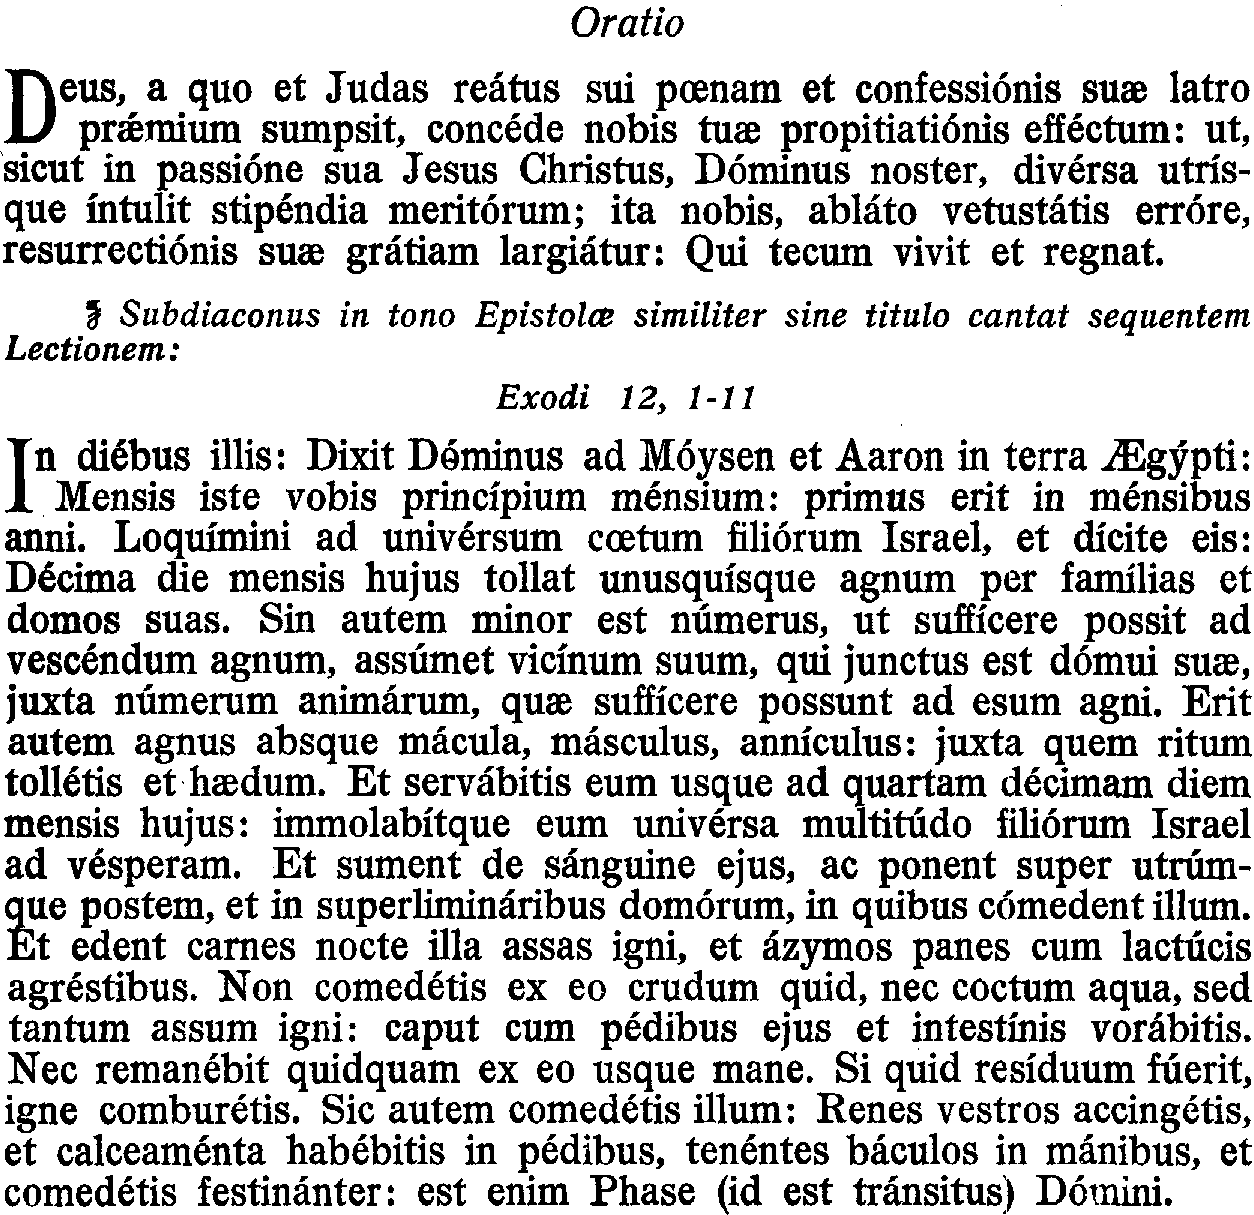 Oratio
Deus, a quo et Judas reátus sui pœnam et confessiónis suæ latro
prǽmium sumpsit, concéde nobis tuæ propitiatiónis efféctum: ut,
sicut in passióne sua Jesus Christus, Dóminus noster, divérsa utrís-
que íntulit stipéndia meritórum; ita nobis, abláto vetustátis erróre,
resurrectiónis suæ grátiam largiátur: Qui tecum vivit et regnat.
Subdiaconus in tono Epistolæ similiter sine titulo cantat sequentem
Lectionem:
Exodi 12, 1-11
In diébus illis: Dixit Dóminus ad Móysen et Aaron in terra Ægýpti:
Mensis iste vobis princípium ménsium: primus erit in ménsibus
anni. Loquímini ad univérsum cœtum filiórum Israel, et dícite eis:
Décima die mensis hujus tollat unusquísque agnum per famílias et
domos suas. Sin autem minor est númerus, ut suffícere possit ad
vescéndum agnum, assúmet vicínum suum, qui junctus est dómui suæ,
juxta númerum animárum, quæ suffícere possunt ad esum agni. Erit
autem agnus absque mácula, másculus, annículus: juxta quem ritum
tollétis et hædum. Et servábitis eum usque ad quartam décimam diem
mensis hujus: immolabítque eum univérsa multitúdo filiórum Israel
ad vésperam. Et sument de sánguine ejus, ac ponent super utrúm-
que postem, et in superlimináribus domórum, in quibus cómedent illum.
Et edent carnes nocte illa assas igni, et ázymos panes cum lactúcis
agréstibus. Non comedétis ex eo crudum quid, nec coctum aqua, sed
tantum assum igni: caput cum pédibus ejus et intestínis vorábitis.
Nec remanébit quidquam ex eo usque mane. Si quid resíduum fúerit,
igne comburétis. Sic autem comedétis illum: Renes vestros accingétis,
et calceaménta habébitis in pédibus, tenéntes báculos in mánibus, et
comedétis festinánter: est enim Phase (id est tránsitus) Dómini.